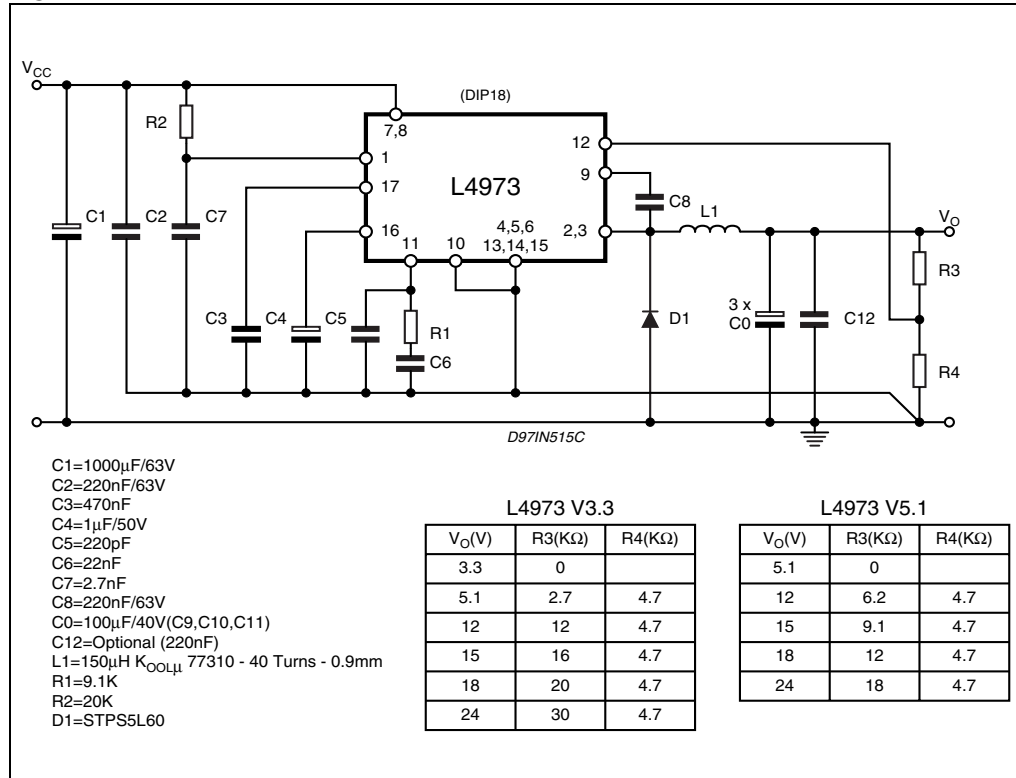 V_CC
(DIP18)
R2
7,8
12
1
9
L4973
17
C8
C1
C2
C7
L1
V_O
16
4,5,6
2,3
11
10
13,14,15
R3
C3
C4
C5
R1
D1
3 x
C0
C12
C6
R4
D97IN515C
C1=1000μF/63V
C2=220nF/63V
C3=470nF
C4=1μF/50V
C5=220pF
C6=22nF
C7=2.7nF
C8=220nF/63V
C0=100μF/40V(C9,C10,C11)
C12=Optional (220nF)
L1=150μH K_OOLμ 77310 - 40 Turns - 0.9mm
R1=9.1K
R2=20K
D1=STPS5L60
L4973 V3.3
V_O(V) R3(KΩ) R4(KΩ)
3.3 0
5.1 2.7 4.7
12 12 4.7
15 16 4.7
18 20 4.7
24 30 4.7
L4973 V5.1
V_O(V) R3(KΩ) R4(KΩ)
5.1 0
12 6.2 4.7
15 9.1 4.7
18 12 4.7
24 18 4.7